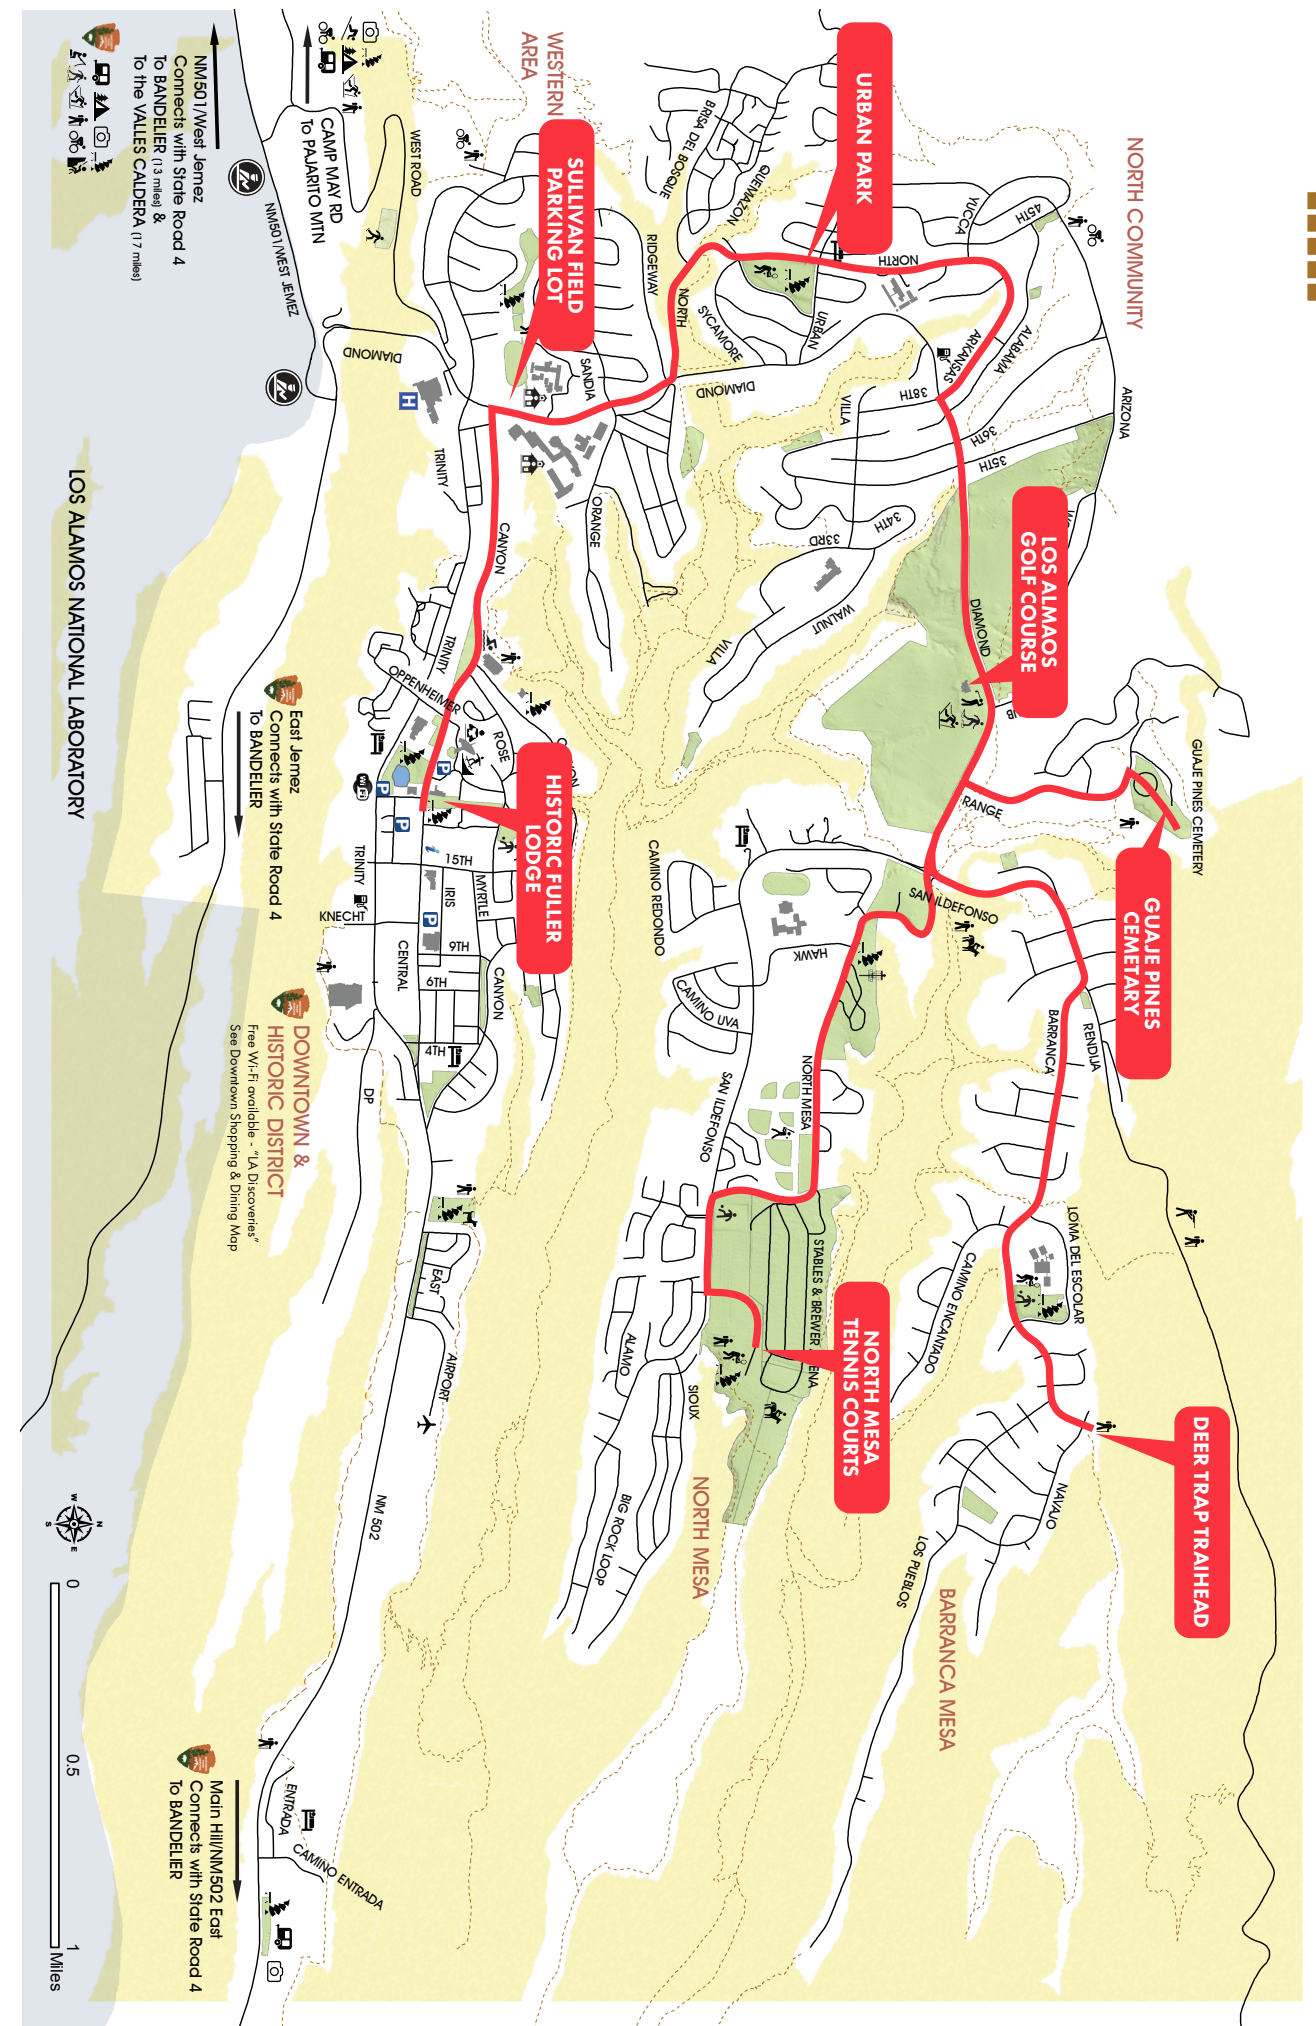 NORTH COMMUNITY
WESTERN
AREA
URBAN PARK
SULLIVAN FIELD
PARKING LOT
LOS ALMAOS
GOLF COURSE
HISTORIC FULLER
LODGE
GUAJE PINES
CEMETARY
NORTH MESA
TENNIS COURTS
DEER TRAP TRAIHEAD
NM501/West Jemez
Connects with State Road 4
To BANDELIER (13 miles) &
To the VALLES CALDERA (17 miles)
CAMP MAY RD
To PAJARITO MTN
WEST ROAD
NM501/WEST JEMEZ
DIAMOND
TRINITY
H
BRISA DEL BOSQUE
QUEMAZON
RIDGEWAY
NORTH
SYCAMORE
URBAN
NORTH
YUCCA
45TH
ARKANSAS
ALABAMA
ARIZONA
DIAMOND
SANDIA
38TH
36TH
35TH
VILLA
34TH
33RD
WALNUT
VILLA
ORANGE
CANYON
DIAMOND
TRINITY
OPPENHEIMER
ROSE
P
P
P
P
WiFi
TRINITY
15TH
MYRTLE
IRIS
9TH
6TH
4TH
CANYON
CENTRAL
KNECHT
DP
LOS ALAMOS NATIONAL LABORATORY
East Jemez
Connects with State Road 4
To BANDELIER
DOWNTOWN &
HISTORIC DISTRICT
Free Wi-Fi available - "LA Discoveries"
See Downtown Shopping & Dining Map
GUAJE PINES CEMETERY
RANGE
SAN ILDEFONSO
HAWK
CAMINO REDONDO
CAMINO UVA
SAN ILDEFONSO
NORTH MESA
BARRANCA
RENDIJA
LOMA DEL ESCOLAR
CAMINO ENCANTADO
STABLES & BREWER
ENA
ALAMO
SIOUX
BIG ROCK LOOP
NORTH MESA
NAVAJO
LOS PUEBLOS
BARRANCA MESA
EAST
AIRPORT
NM 502
ENTRADA
CAMINO ENTRADA
Main Hill/NM502 East
Connects with State Road 4
To BANDELIER
N
W
E
S
0
0.5
1
Miles